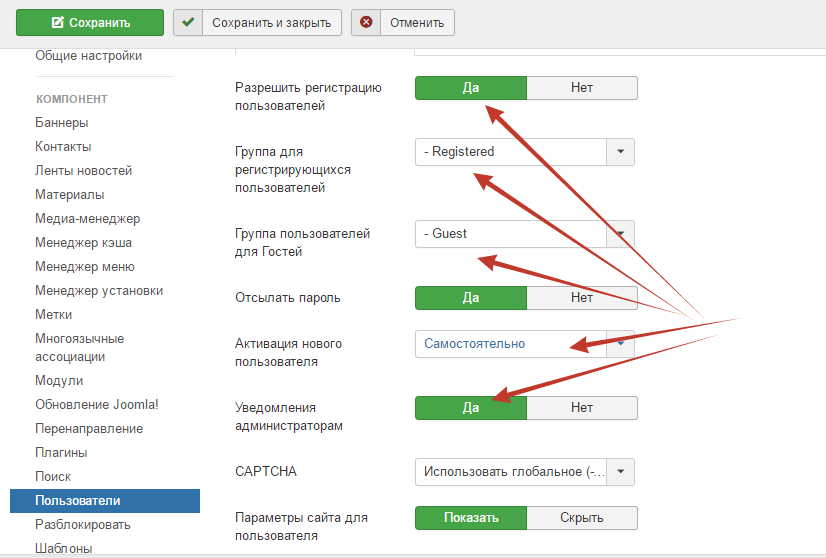 Сохранить
Сохранить и закрыть
Отменить
Общие настройки
КОМПОНЕНТ
Баннеры
Контакты
Ленты новостей
Материалы
Медиа-менеджер
Менеджер кэша
Менеджер меню
Менеджер установки
Метки
Многоязычные
ассоциации
Модули
Обновление Joomla!
Перенаправление
Плагины
Поиск
Пользователи
Разблокировать
Шаблоны
Разрешить регистрацию
пользователей
Да
Нет
Группа для
регистрирующихся
пользователей
- Registered
Группа пользователей
для Гостей
- Guest
Отсылать пароль
Да
Нет
Активация нового
пользователя
Самостоятельно
Уведомления
администраторам
Да
Нет
CAPTCHA
Использовать глобальное (-...
Параметры сайта для
пользователя
Показать
Скрыть